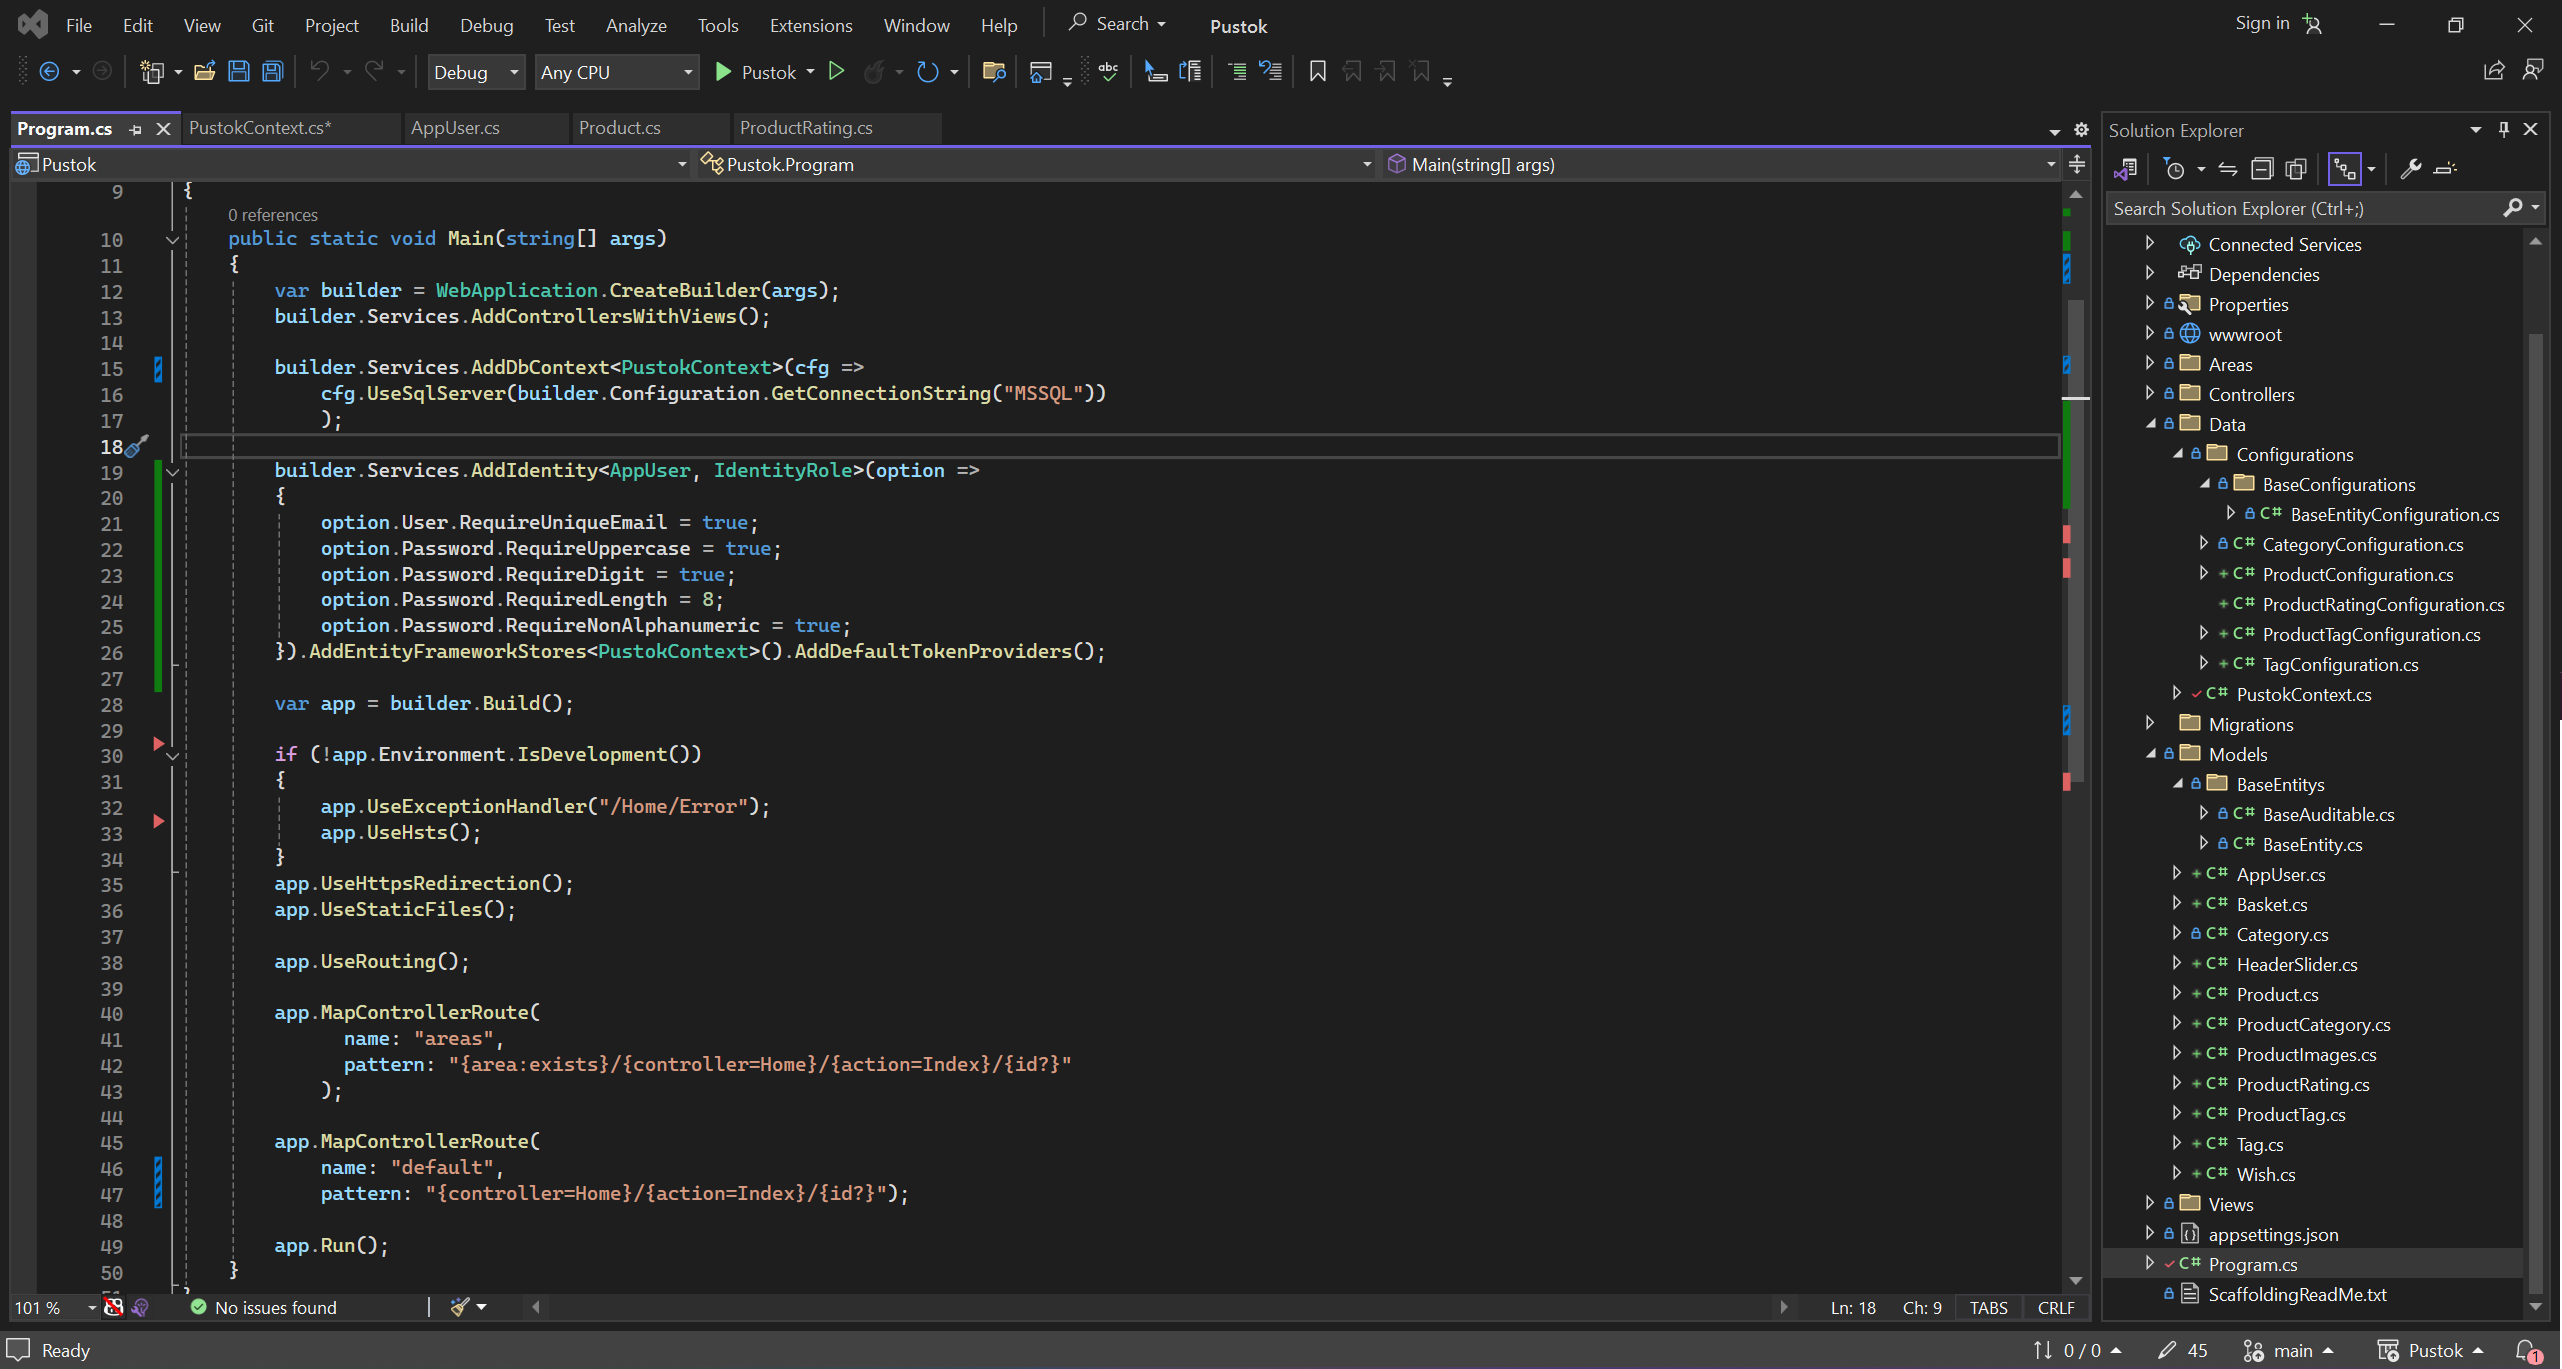 File Edit View Git Project Build Debug Test Analyze Tools Extensions Window Help Search Pustok Sign in
Debug Any CPU Pustok
Program.cs PustokContext.cs* AppUser.cs Product.cs ProductRating.cs
Pustok Pustok.Program Main(string[] args)
9 {
0 references
10 public static void Main(string[] args)
11 {
12 var builder = WebApplication.CreateBuilder(args);
13 builder.Services.AddControllersWithViews();
14
15 builder.Services.AddDbContext<PustokContext>(cfg =>
16 cfg.UseSqlServer(builder.Configuration.GetConnectionString("MSSQL"))
17 );
18
19 builder.Services.AddIdentity<AppUser, IdentityRole>(option =>
20 {
21 option.User.RequireUniqueEmail = true;
22 option.Password.RequireUppercase = true;
23 option.Password.RequireDigit = true;
24 option.Password.RequiredLength = 8;
25 option.Password.RequireNonAlphanumeric = true;
26 }).AddEntityFrameworkStores<PustokContext>().AddDefaultTokenProviders();
27
28 var app = builder.Build();
29
30 if (!app.Environment.IsDevelopment())
31 {
32 app.UseExceptionHandler("/Home/Error");
33 app.UseHsts();
34 }
35 app.UseHttpsRedirection();
36 app.UseStaticFiles();
37
38 app.UseRouting();
39
40 app.MapControllerRoute(
41 name: "areas",
42 pattern: "{area:exists}/{controller=Home}/{action=Index}/{id?}"
43 );
44
45 app.MapControllerRoute(
46 name: "default",
47 pattern: "{controller=Home}/{action=Index}/{id?}");
48
49 app.Run();
50 }
101 % No issues found Ln: 18 Ch: 9 TABS CRLF
Solution Explorer
Search Solution Explorer (Ctrl+;)
Connected Services
Dependencies
Properties
wwwroot
Areas
Controllers
Data
Configurations
BaseConfigurations
C# BaseEntityConfiguration.cs
C# CategoryConfiguration.cs
C# ProductConfiguration.cs
C# ProductRatingConfiguration.cs
C# ProductTagConfiguration.cs
C# TagConfiguration.cs
C# PustokContext.cs
Migrations
Models
BaseEntitys
C# BaseAuditable.cs
C# BaseEntity.cs
C# AppUser.cs
C# Basket.cs
C# Category.cs
C# HeaderSlider.cs
C# Product.cs
C# ProductCategory.cs
C# ProductImages.cs
C# ProductRating.cs
C# ProductTag.cs
C# Tag.cs
C# Wish.cs
Views
appsettings.json
C# Program.cs
ScaffoldingReadMe.txt
Ready 0 / 0 45 main Pustok 1